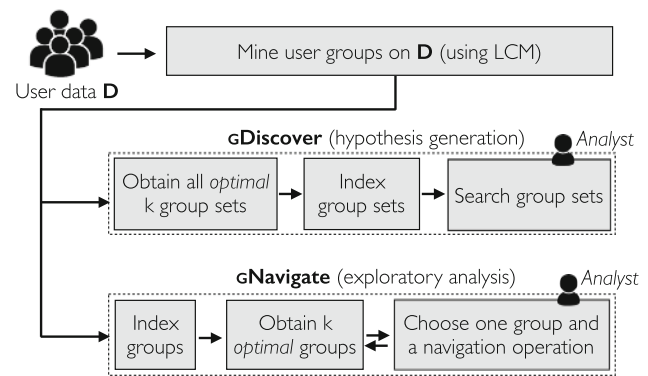 Mine user groups on D (using LCM)
User data D
GDiscover (hypothesis generation)
Analyst
Obtain all optimal
k group sets
Index
group sets
Search group sets
GNavigate (exploratory analysis)
Analyst
Index
groups
Obtain k
optimal groups
Choose one group and
a navigation operation